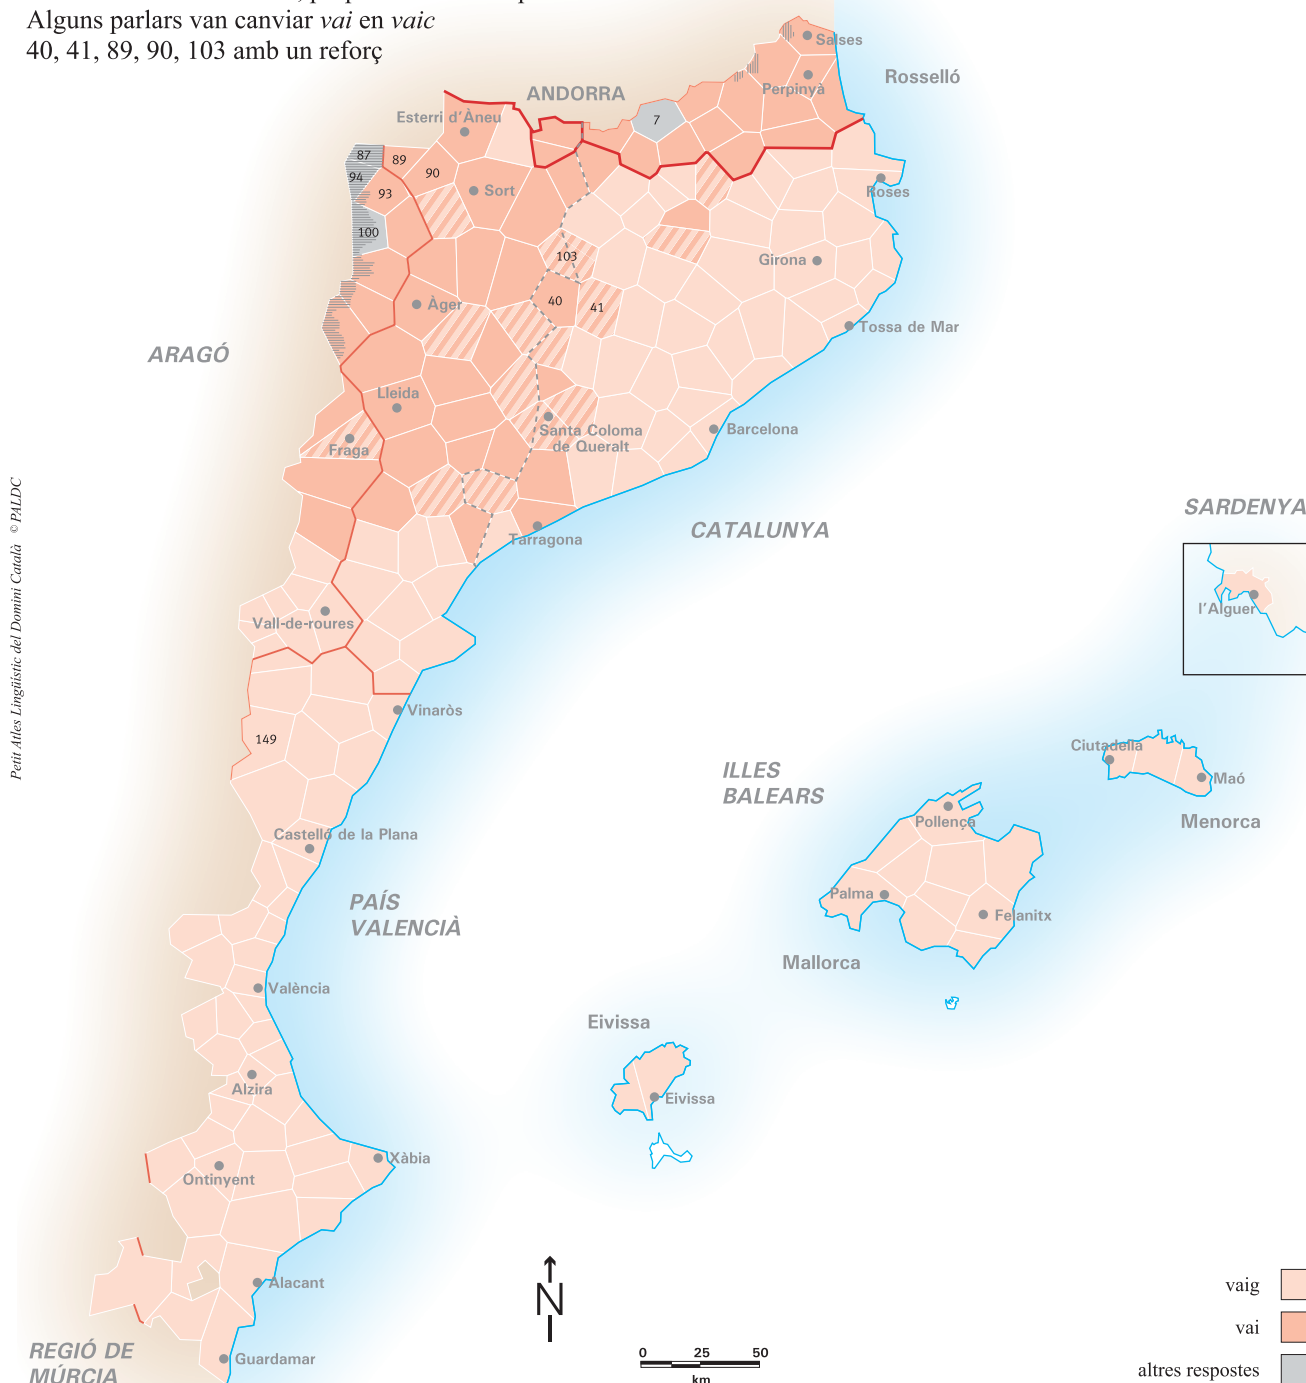 Alguns parlars van canviar vai en vaic
40, 41, 89, 90, 103 amb un reforç
Salses
Rosselló
Perpinyà
ANDORRA
Esterri d'Àneu
7
87
89
94
90
93
Sort
Roses
100
103
Girona
40
41
Àger
Tossa de Mar
ARAGÓ
Lleida
Santa Coloma
de Queralt
Barcelona
Fraga
Petit Atles Lingüístic del Domini Català © PALDC
SARDENYA
CATALUNYA
Tarragona
l'Alguer
Vall-de-roures
Vinaròs
149
Ciutadella
ILLES
BALEARS
Maó
Pollença
Menorca
Castelló de la Plana
PAÍS
VALENCIÀ
Palma
Felanitx
Mallorca
València
Eivissa
Alzira
Eivissa
Xàbia
Ontinyent
Alacant
N
vaig
vai
REGIÓ DE
MÚRCIA
Guardamar
0 25 50
km
altres respostes